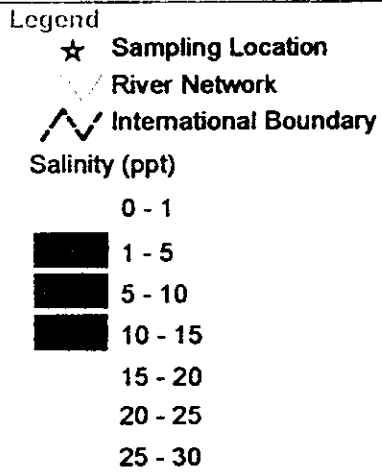 Legend
Sampling Location
River Network
International Boundary
Salinity (ppt)
0 - 1
1 - 5
5 - 10
10 - 15
15 - 20
20 - 25
25 - 30